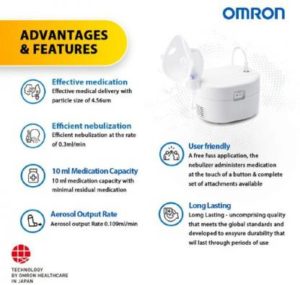 OMRON
ADVANTAGES
& FEATURES
Effective medication
Effective medical delivery with
particle size of 4.56um
Efficient nebulization
Efficient nebulization at the rate
of 0.3ml/min
10 ml Medication Capacity
10 ml medication capacity with
minimal residual medication
Aerosol Output Rate
Aerosol Output Rate 0.109ml/min
User friendly
A free fuss application, the
nebulizer administers medication
at the touch of a button & complete
set of attachments available
Long Lasting
Long Lasting - uncomprising quality
that meets the global standards and
developed to ensyure durability that
wil last through periods of use
TECHNOLOGY
BY OMRON HEALTHCARE
IN JAPAN